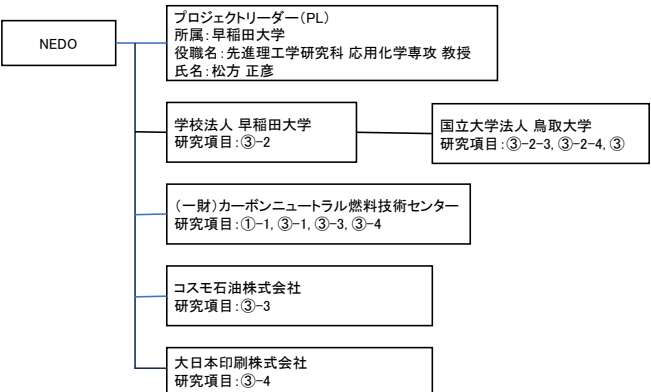 NEDO
プロジェクトリーダー(PL)
所属:早稲田大学
役職名:先進理工学研究科 応用化学専攻 教授
氏名:松方 正彦
学校法人 早稲田大学
研究項目:③-2
国立大学法人 鳥取大学
研究項目:③-2-3, ③-2-4, ③
(一財)カーボンニュートラル燃料技術センター
研究項目:①-1, ③-1, ③-3, ③-4
コスモ石油株式会社
研究項目:③-3
大日本印刷株式会社
研究項目:③-4